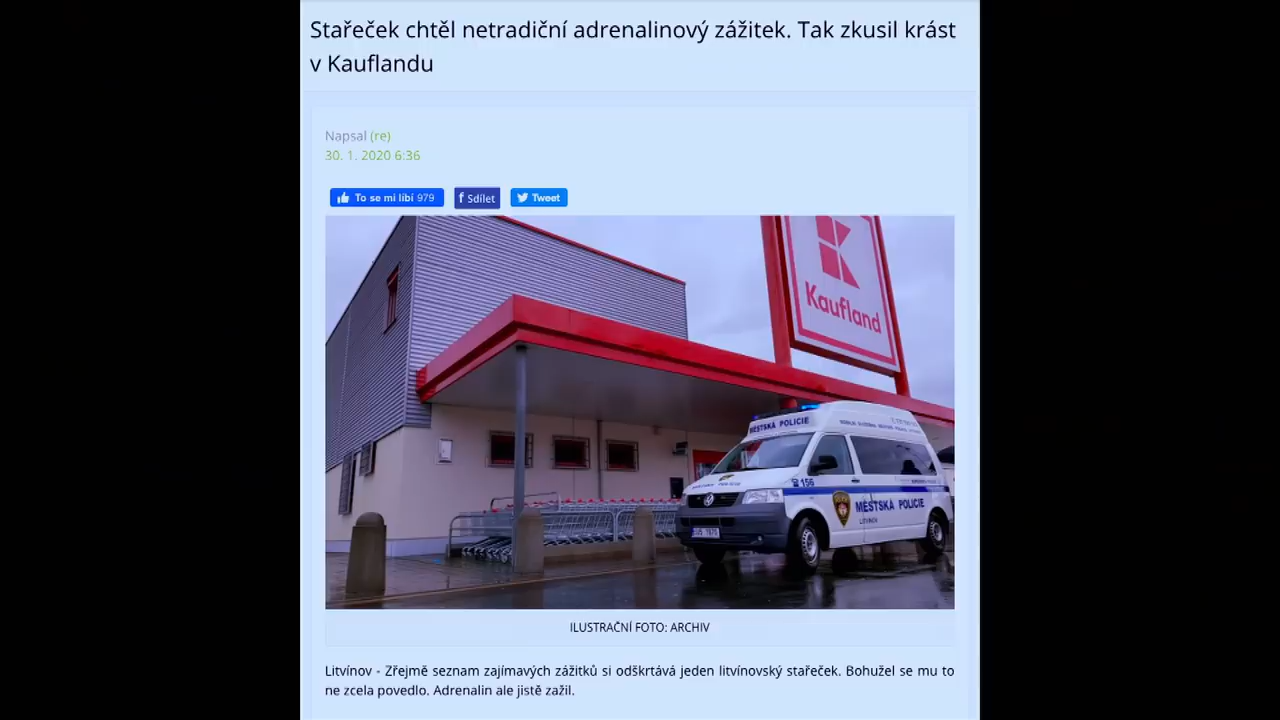 Stařeček chtěl netradiční adrenalinový zážitek. Tak zkusil krást
v Kauflandu
Napsal (re)
30. 1. 2020 6:36
To se mi líbí 979
f Sdílet
Tweet
Kaufland
MĚSTSKÁ POLICIE
156
MĚSTSKÁ POLICIE
LITVÍNOV
ILUSTRAČNÍ FOTO: ARCHIV
Litvínov - Zřejmě seznam zajímavých zážitků si odškrtává jeden litvínovský stařeček. Bohužel se mu to
ne zcela povedlo. Adrenalin ale jistě zažil.